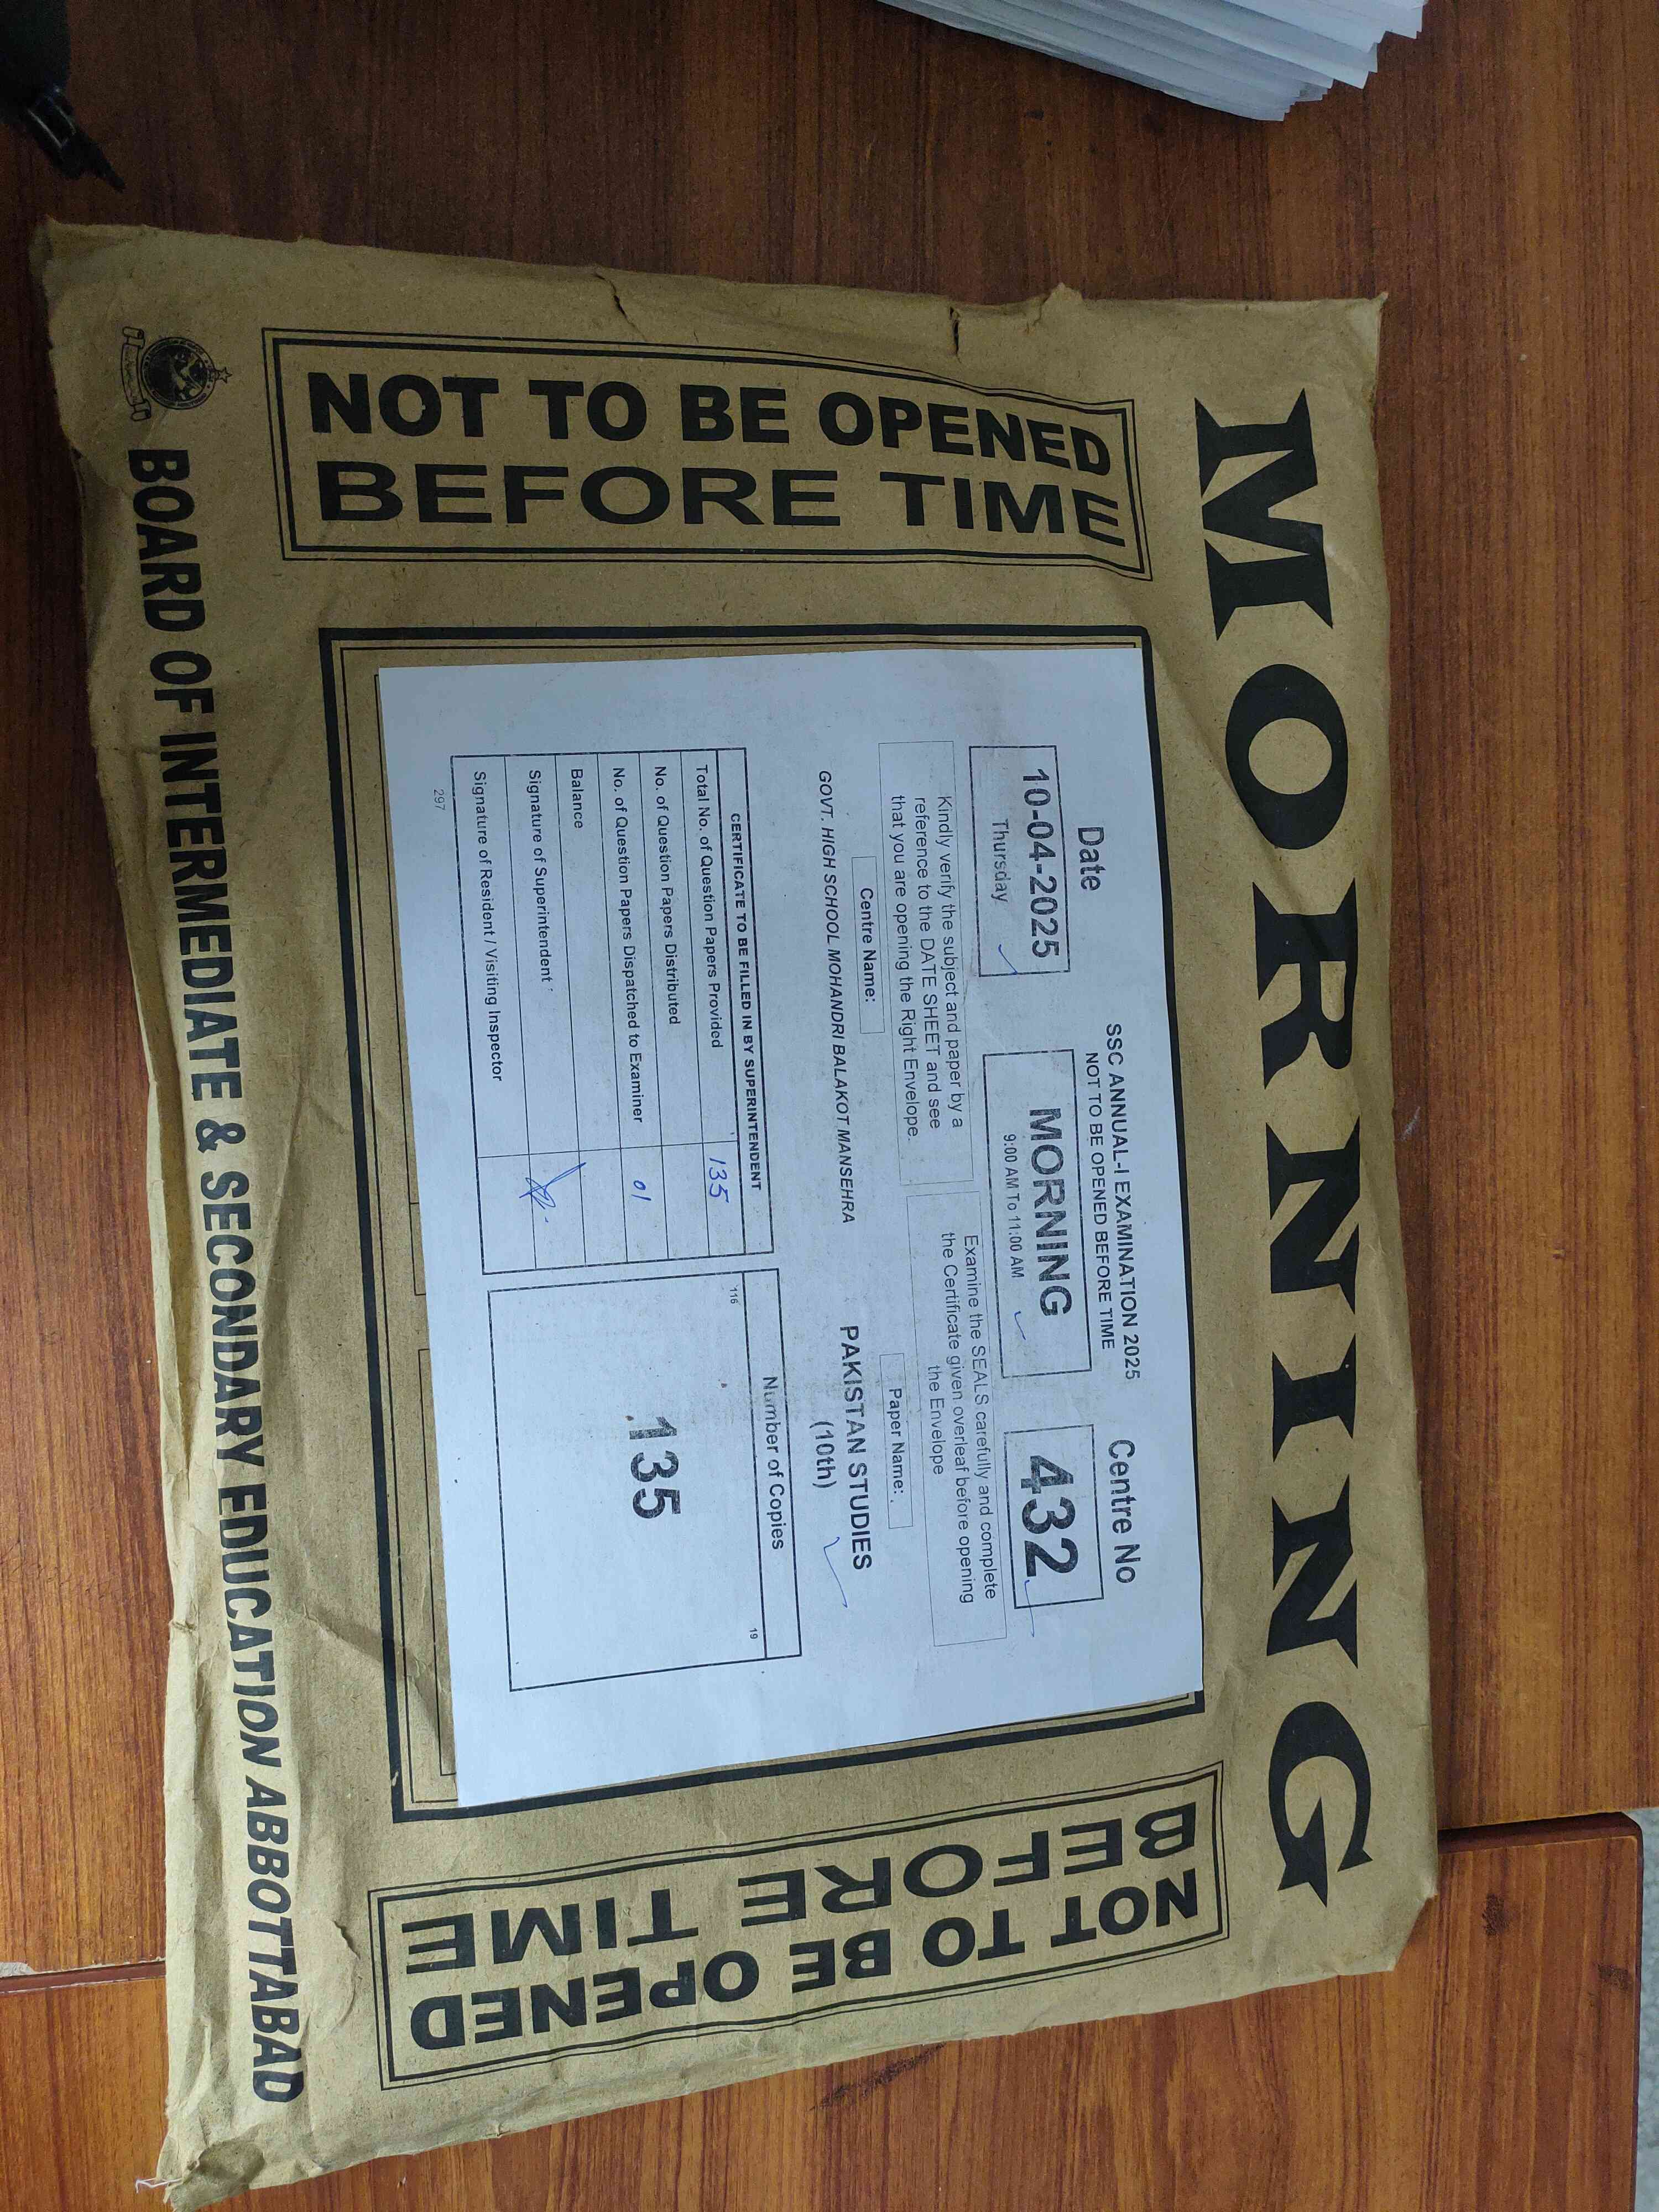 MORNING
NOT TO BE OPENED
BEFORE TIME
SSC ANNUAL-I EXAMINATION 2025
NOT TO BE OPENED BEFORE TIME
Date
10-04-2025
Thursday
MORNING
9:00 AM To 11:00 AM
Centre No
432
Kindly verify the subject and paper by a
reference to the DATE SHEET and see
that you are opening the Right Envelope.
Examine the SEALS carefully and complete
the Certificate given overleaf before opening
the Envelope
Centre Name:
GOVT. HIGH SCHOOL MOHANDRI BALAKOT MANSEHRA
Paper Name:
PAKISTAN STUDIES
(10th)
CERTIFICATE TO BE FILLED IN BY SUPERINTENDENT
Total No. of Question Papers Provided 135
No. of Question Papers Distributed
No. of Question Papers Dispatched to Examiner 01
Balance
Signature of Superintendent
Signature of Resident / Visiting Inspector
297
Number of Copies
116
19
135
NOT TO BE OPENED
BEFORE TIME
BOARD OF INTERMEDIATE & SECONDARY EDUCATION ABBOTTABAD